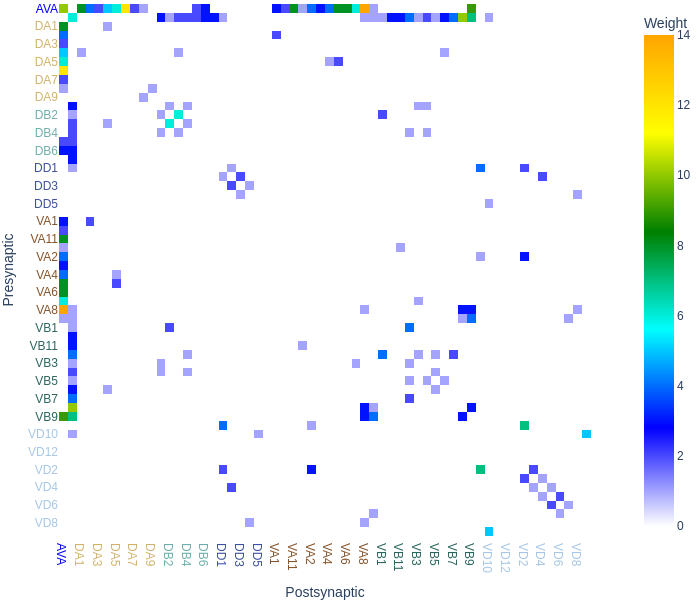 Weight
AVA
DA1
DA3
DA5
DA7
DA9
DB2
DB4
DB6
DD1
DD3
DD5
VA1
VA11
VA2
VA4
VA6
VA8
VB1
VB11
VB3
VB5
VB7
VB9
VD10
VD12
VD2
VD4
VD6
VD8
Presynaptic
14
12
10
8
6
4
2
0
AVA DA1 DA3 DA5 DA7 DA9 DB2 DB4 DB6 DD1 DD3 DD5 VA1 VA11 VA2 VA4 VA6 VA8 VB1 VB11 VB3 VB5 VB7 VB9 VD10 VD12 VD2 VD4 VD6 VD8
Postsynaptic